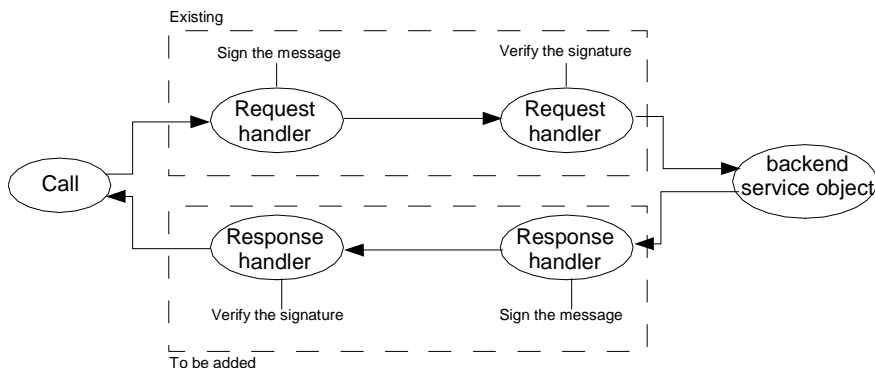 Existing
Sign the message
Verify the signature
Request
handler
Request
handler
Call
backend
service object
Response
handler
Response
handler
Verify the signature
Sign the message
To be added